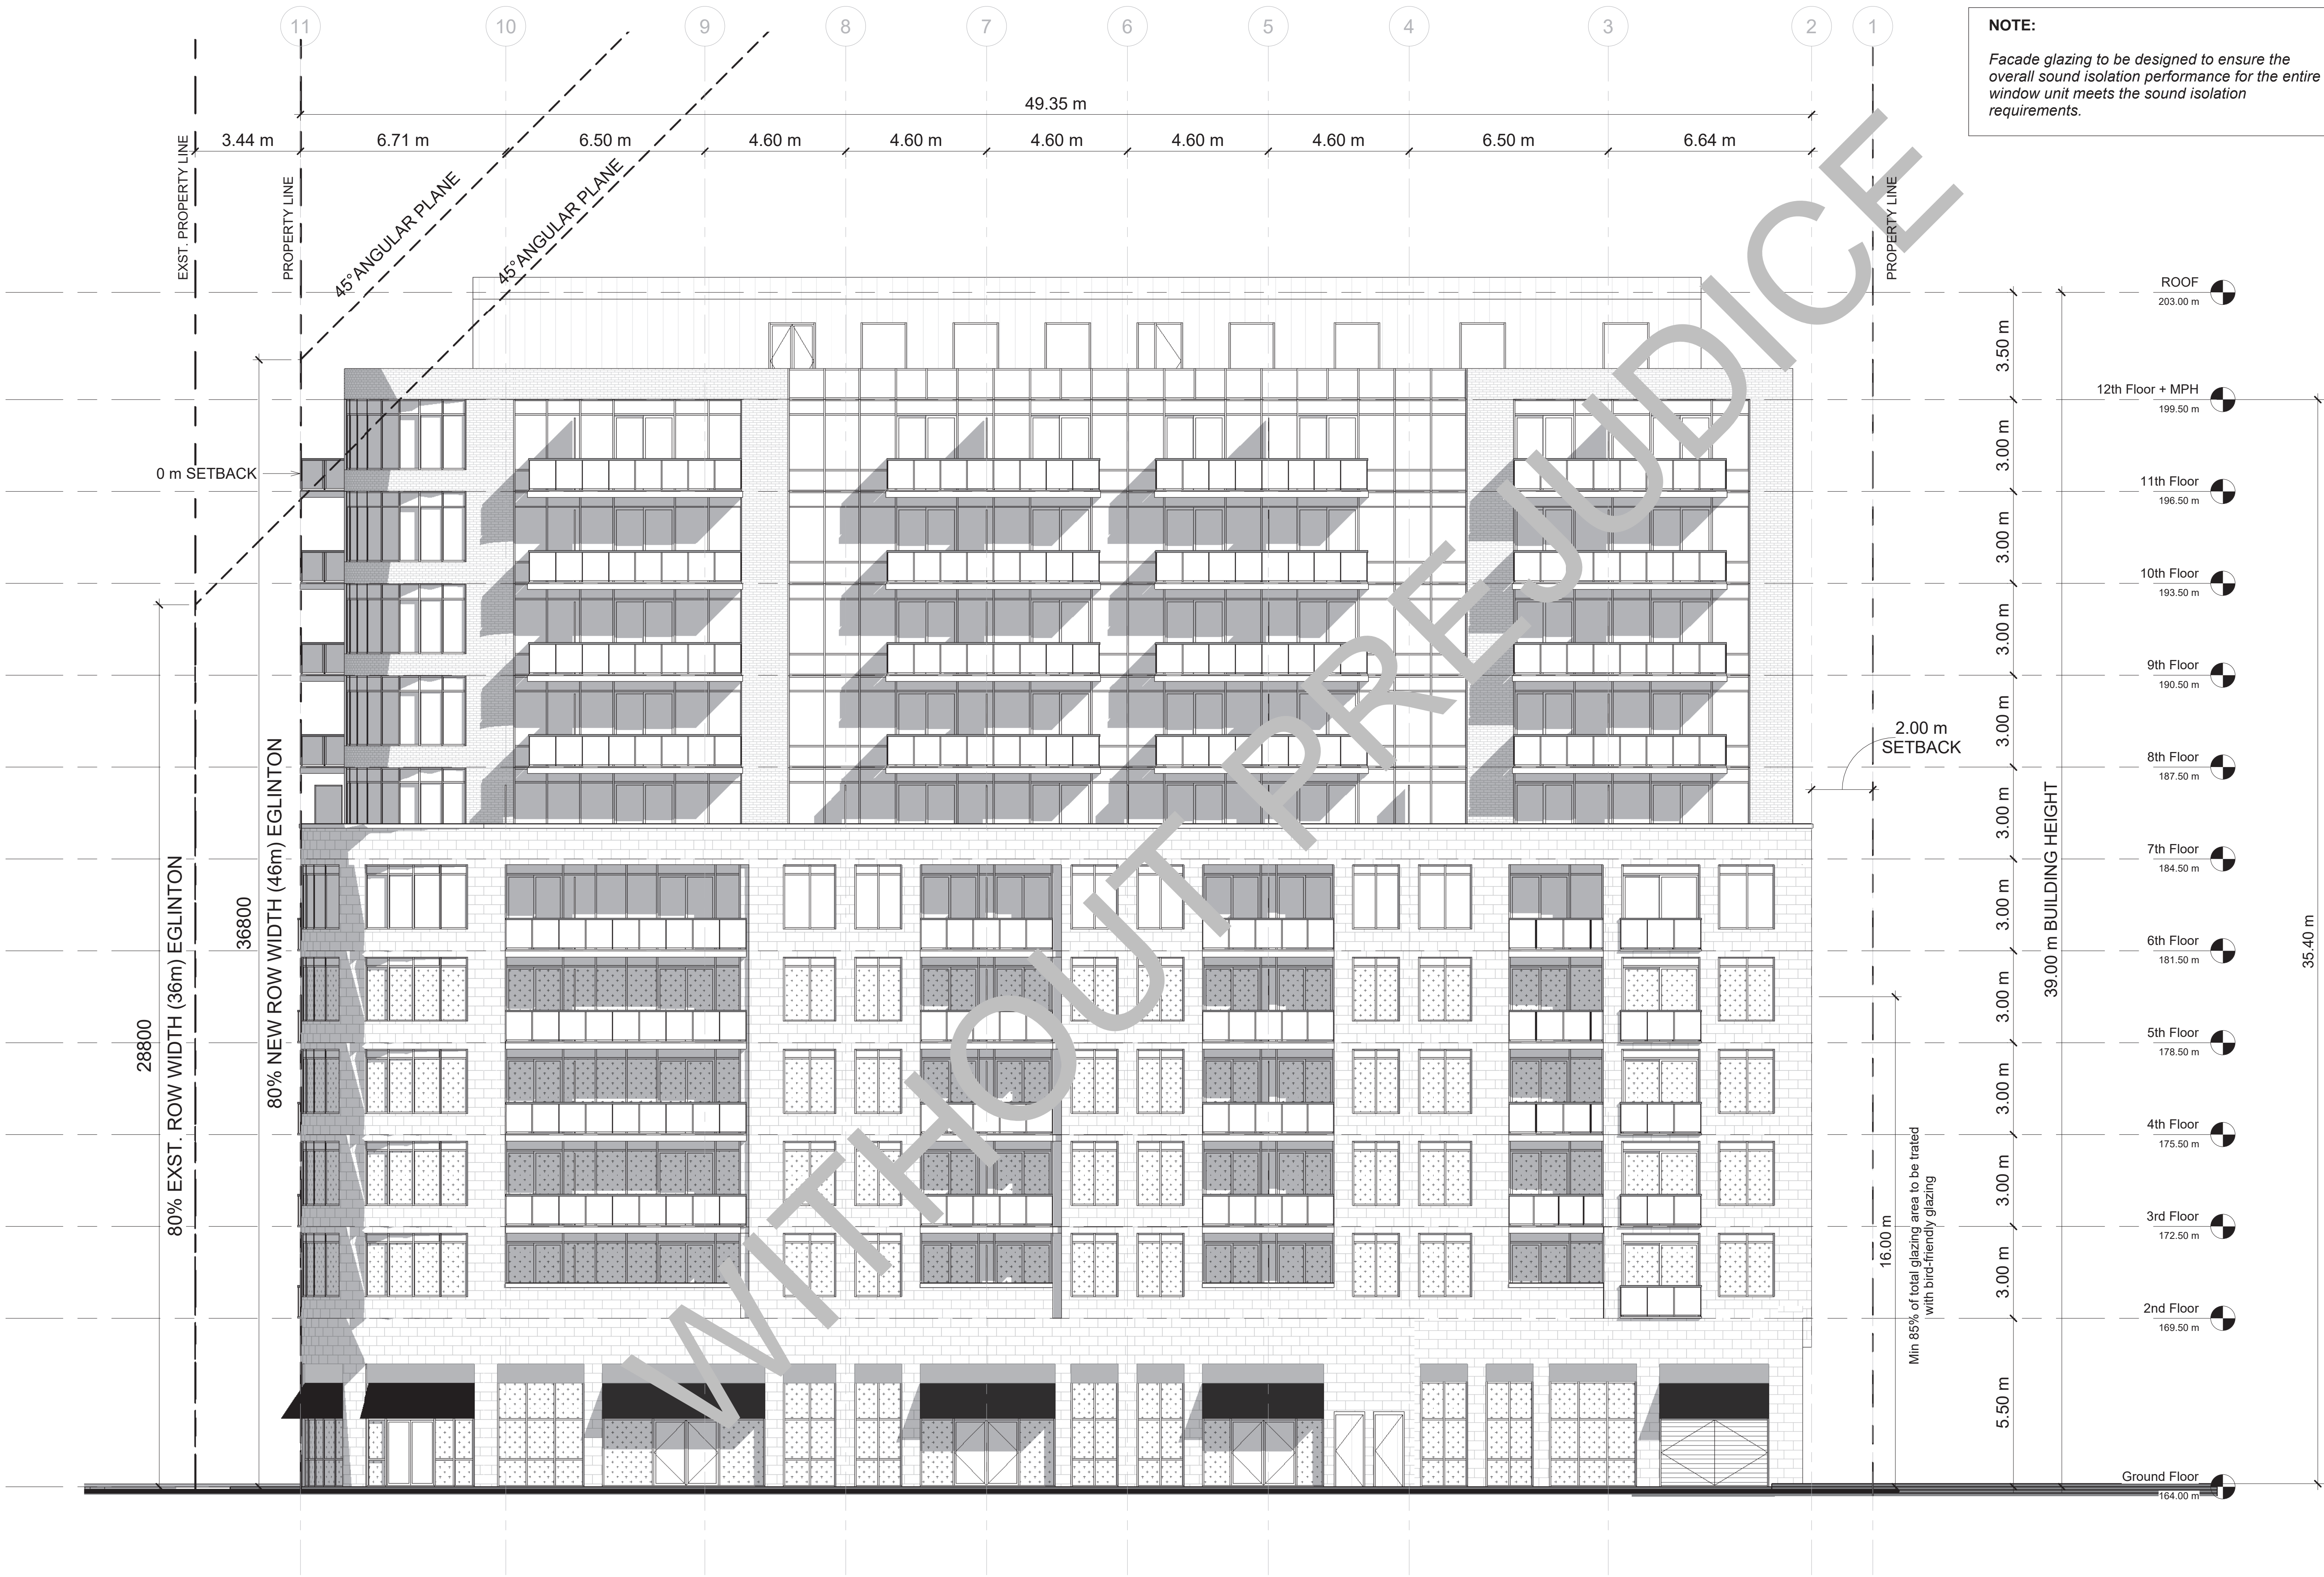 11
10
9
8
7
6
5
4
3
2
1
NOTE:
Facade glazing to be designed to ensure the
overall sound isolation performance for the entire
window unit meets the sound isolation
requirements.
49.35 m
3.44 m
6.71 m
6.50 m
4.60 m
4.60 m
4.60 m
4.60 m
4.60 m
6.50 m
6.64 m
EXST. PROPERTY LINE
PROPERTY LINE
45°ANGULAR PLANE
45°ANGULAR PLANE
PROPERTY LINE
0 m SETBACK
2.00 m
SETBACK
28800
80% EXST. ROW WIDTH (36m) EGLINTON
36800
80% NEW ROW WIDTH (46m) EGLINTON
WITHOUT PREJUDICE
16.00 m
Min 85% of total glazing area to be trated
with bird-friendly glazing
3.50 m
3.00 m
3.00 m
3.00 m
3.00 m
3.00 m
3.00 m
3.00 m
3.00 m
3.00 m
3.00 m
5.50 m
39.00 m BUILDING HEIGHT
35.40 m
ROOF
203.00 m
12th Floor + MPH
199.50 m
11th Floor
196.50 m
10th Floor
193.50 m
9th Floor
190.50 m
8th Floor
187.50 m
7th Floor
184.50 m
6th Floor
181.50 m
5th Floor
178.50 m
4th Floor
175.50 m
3rd Floor
172.50 m
2nd Floor
169.50 m
Ground Floor
164.00 m